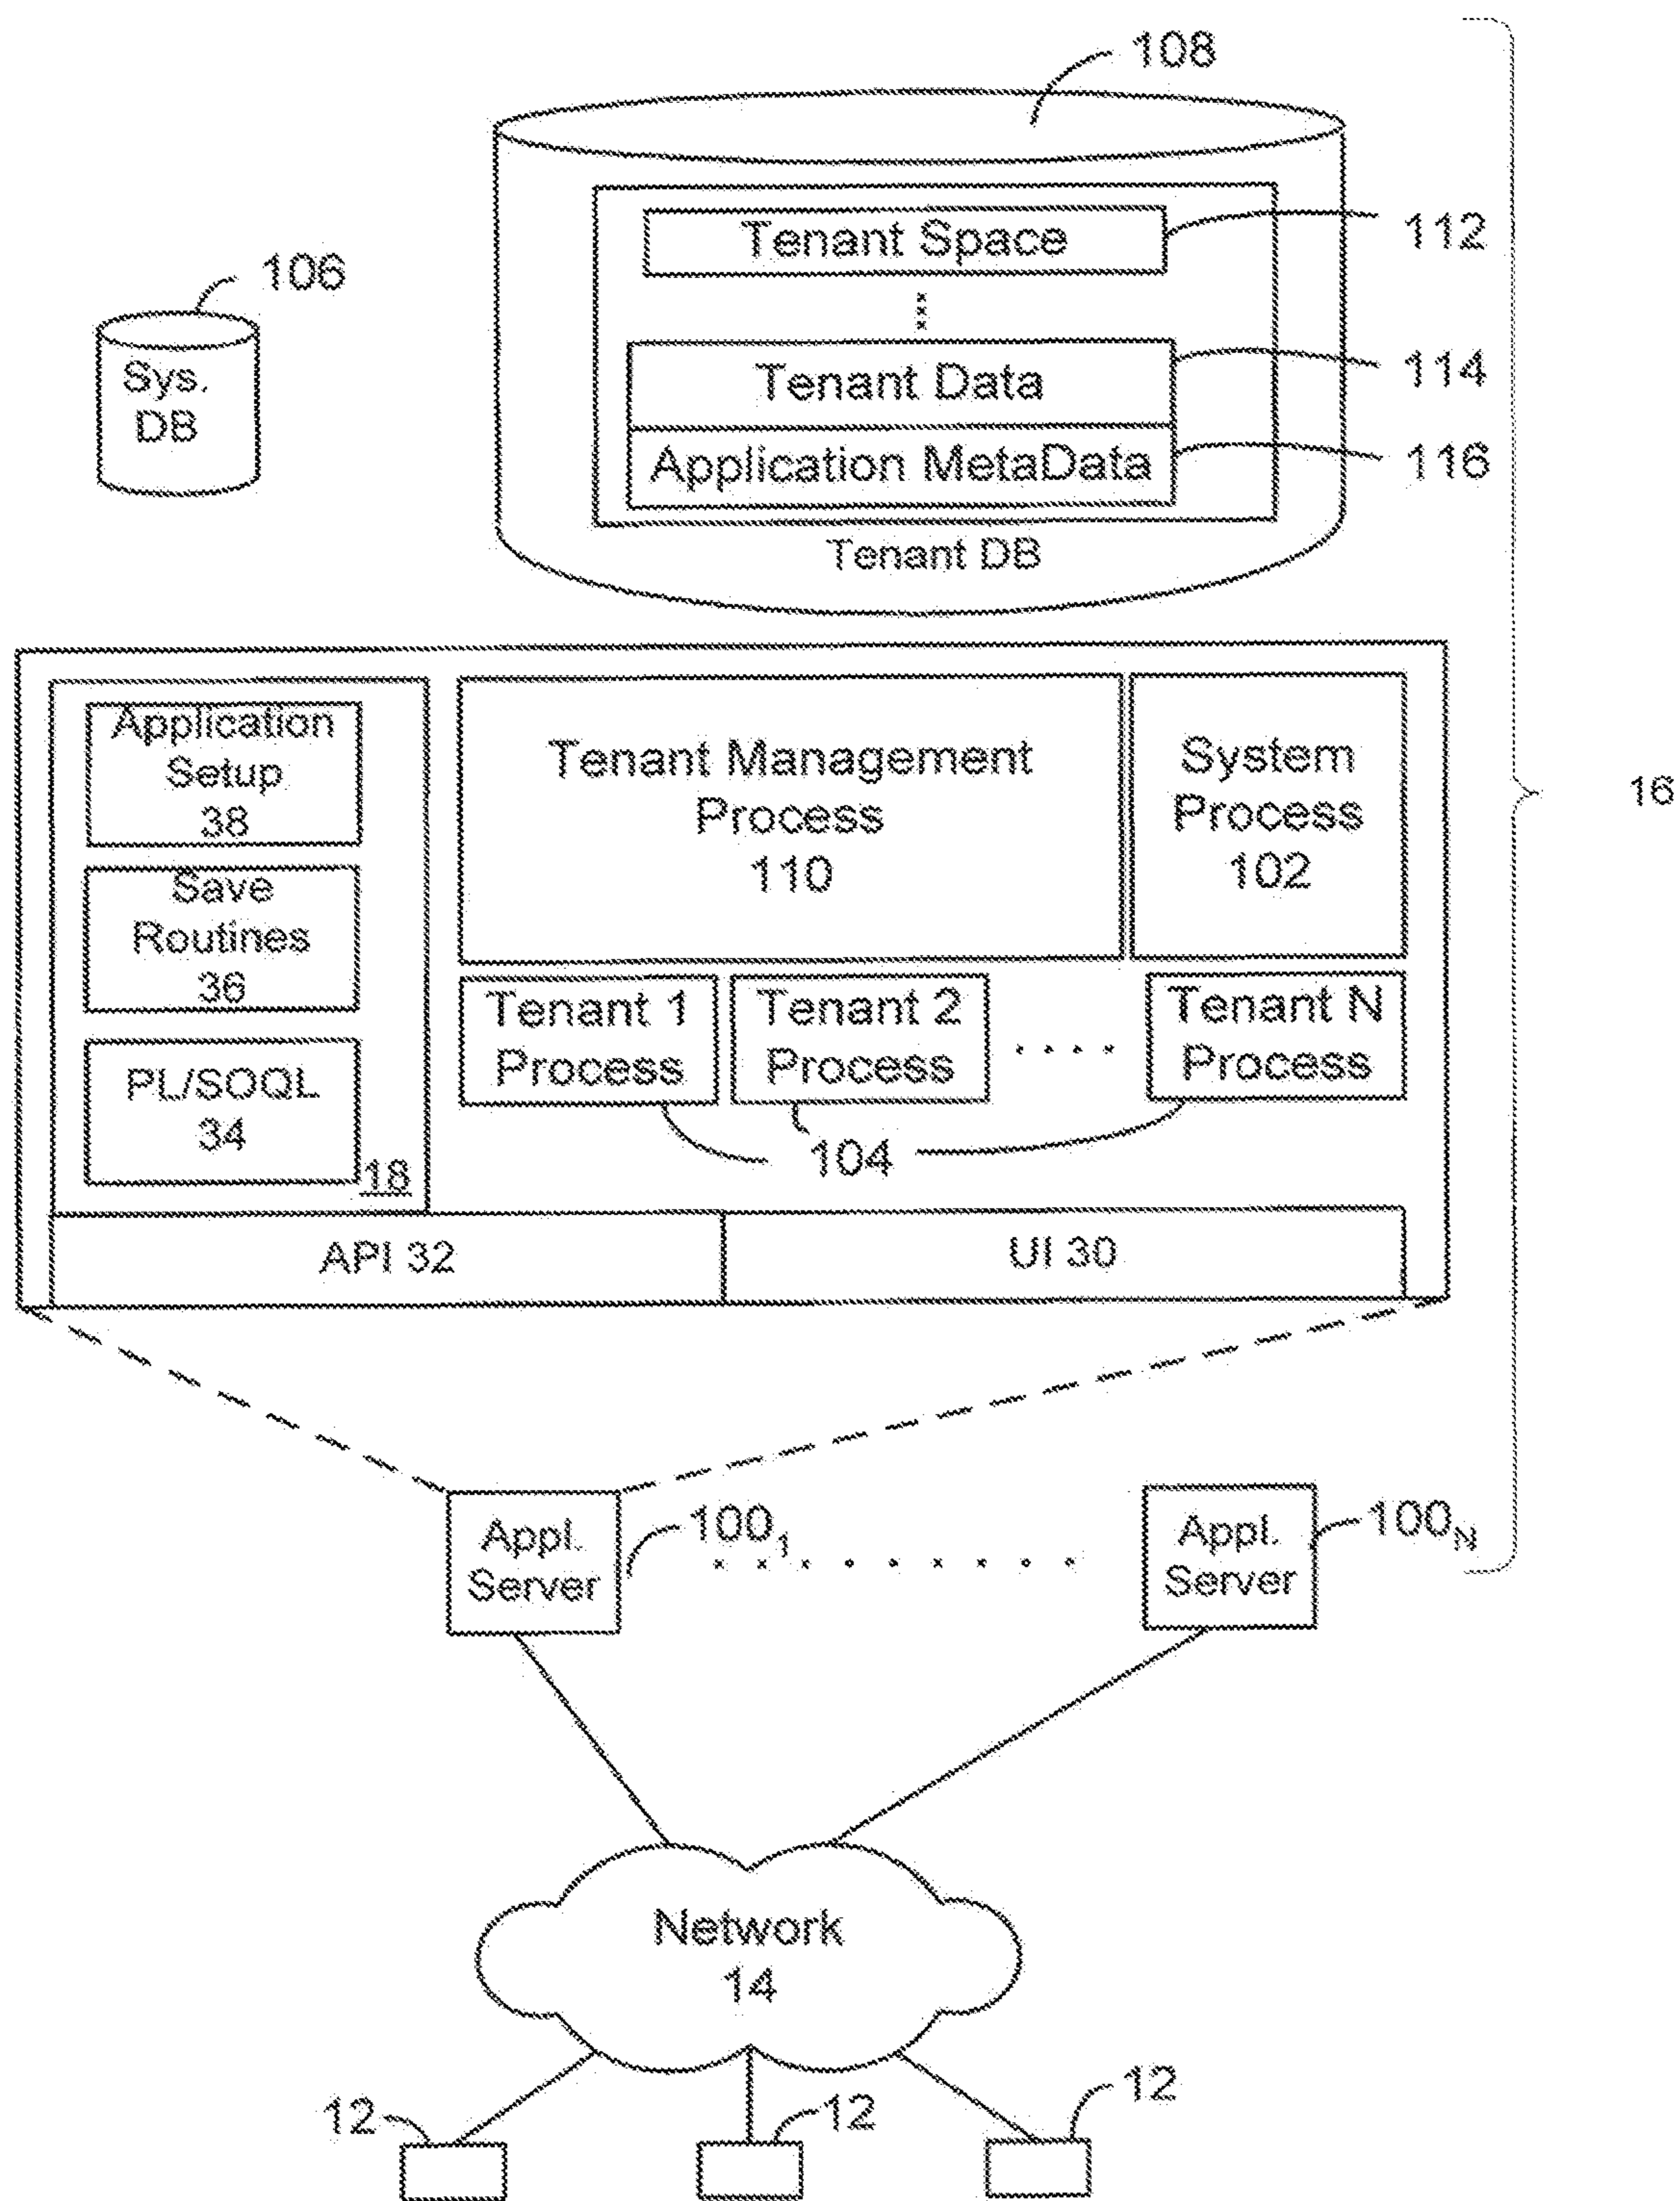 108
Tenant Space
112
106
Sys.
DB
Tenant Data
114
Application MetaData
116
Tenant DB
Application
Setup
38
Tenant Management
Process
110
System
Process
102
16
Save
Routines
36
Tenant 1
Process
Tenant 2
Process
Tenant N
Process
PL/SOQL
34
104
18
API 32
UI 30
Appl.
Server
1001
Appl.
Server
100N
Network
14
12
12
12